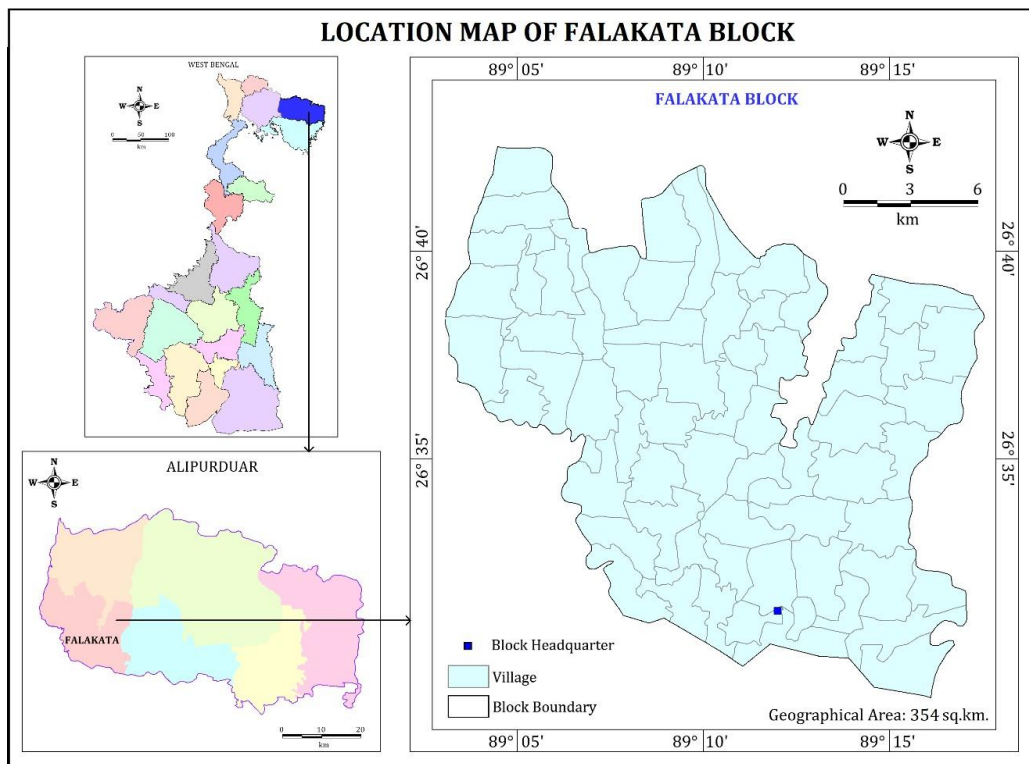 LOCATION MAP OF FALAKATA BLOCK
WEST BENGAL
N
W E
S
0 50 100
km
ALIPURDUAR
N
W E
S
FALAKATA
0 10 20
km
89° 05' 89° 10' 89° 15'
FALAKATA BLOCK
N
W E
S
0 3 6
km
26° 40' 26° 40'
26° 35' 26° 35'
Block Headquarter
Village
Block Boundary
Geographical Area: 354 sq.km.
89° 05' 89° 10' 89° 15'